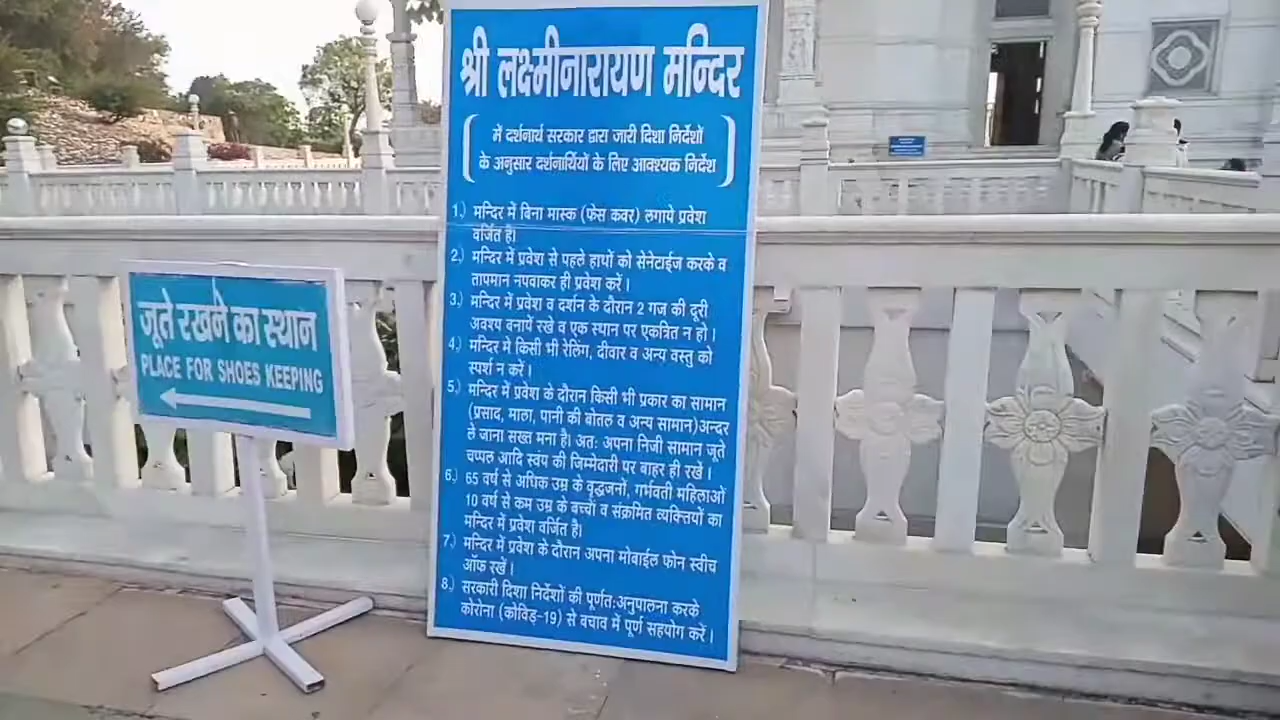 जूते रखने का स्थान
PLACE FOR SHOES KEEPING
श्री लक्ष्मीनारायण मन्दिर
में दर्शनार्थ सरकार द्वारा जारी दिशा निर्देशों
के अनुसार दर्शनार्थियों के लिए आवश्यक निर्देश
1.) मन्दिर में बिना मास्क (फेस कवर) लगाये प्रवेश
वर्जित है।
2.) मन्दिर में प्रवेश से पहले हाथों को सेनेटाईज करके व
तापमान नपवाकर ही प्रवेश करें।
3.) मन्दिर में प्रवेश व दर्शन के दौरान 2 गज की दूरी
अवश्य बनायें रखे व एक स्थान पर एकत्रित न हो।
4.) मन्दिर में किसी भी रेलिंग, दीवार व अन्य वस्तु को
स्पर्श न करें।
5.) मन्दिर में प्रवेश के दौरान किसी भी प्रकार का सामान
(प्रसाद, माला, पानी की बोतल व अन्य सामान)अन्दर
ले जाना सख्त मना है। अतः अपना निजी सामान जूते
चप्पल आदि स्वंय की जिम्मेदारी पर बाहर ही रखें।
6.) 65 वर्ष से अधिक उम्र के वृद्धजनों, गर्भवती महिलाओं
10 वर्ष से कम उम्र के बच्चों व संक्रमित व्यक्तियों का
मन्दिर में प्रवेश वर्जित है।
7.) मन्दिर में प्रवेश के दौरान अपना मोबाईल फोन स्वीच
ऑफ रखें।
8.) सरकारी दिशा निर्देशों की पूर्णतःअनुपालना करके
कोरोना (कोविड़-19) से बचाव में पूर्ण सहयोग करें।